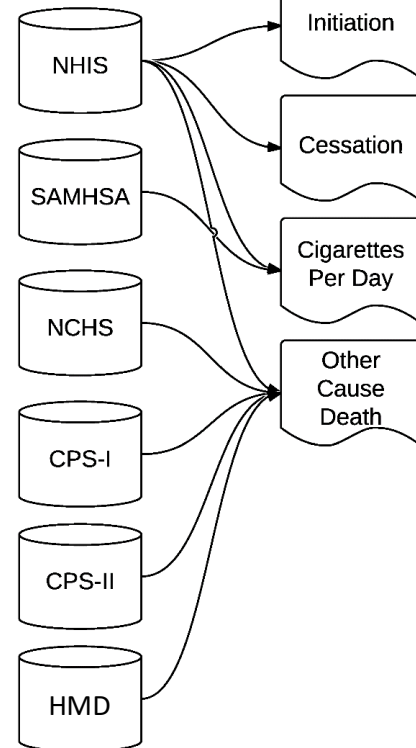 NHIS
SAMHSA
NCHS
CPS-I
CPS-II
HMD
Initiation
Cessation
Cigarettes
Per Day
Other
Cause
Death